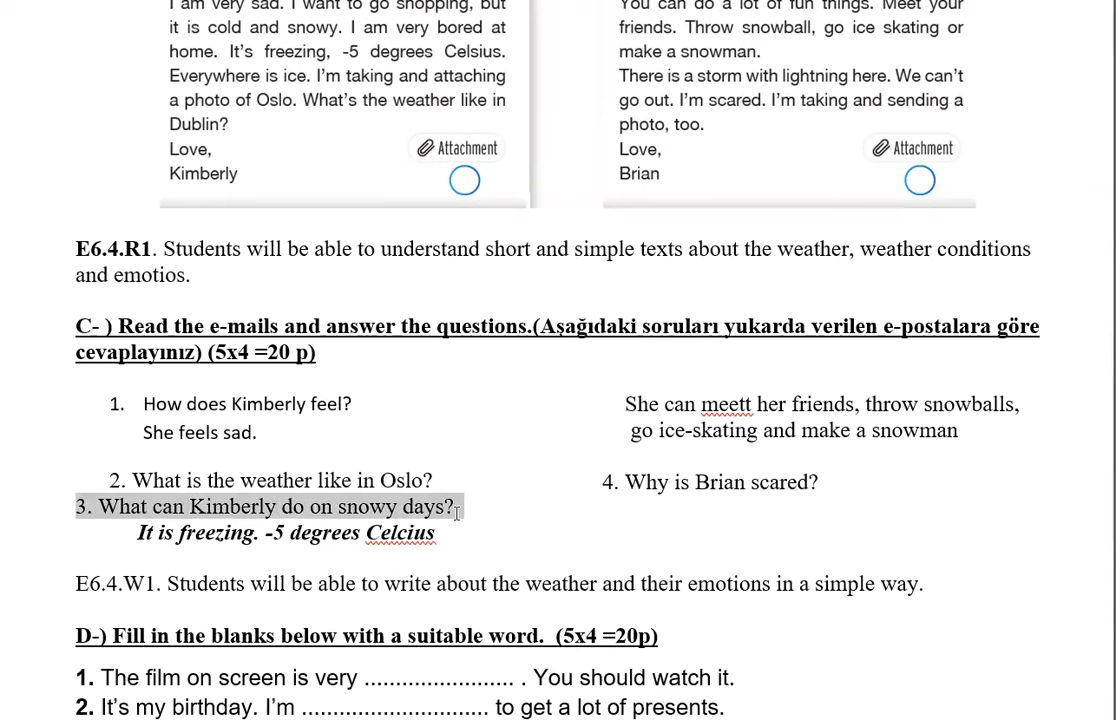 I am very sad. I want to go shopping, but
it is cold and snowy. I am very bored at
home. It's freezing, -5 degrees Celsius.
Everywhere is ice. I'm taking and attaching
a photo of Oslo. What's the weather like in
Dublin?
Love,
Attachment
Kimberly
You can do a lot of fun things. Meet your
friends. Throw snowball, go ice skating or
make a snowman.
There is a storm with lightning here. We can't
go out. I'm scared. I'm taking and sending a
photo, too.
Love,
Attachment
Brian
E6.4.R1. Students will be able to understand short and simple texts about the weather, weather conditions
and emotios.
C- ) Read the e-mails and answer the questions.(Aşağıdaki soruları yukarda verilen e-postalara göre
cevaplayınız) (5x4 =20 p)
1. How does Kimberly feel?
She feels sad.
2. What is the weather like in Oslo?
3. What can Kimberly do on snowy days?
It is freezing. -5 degrees Celcius
She can meett her friends, throw snowballs,
go ice-skating and make a snowman
4. Why is Brian scared?
E6.4.W1. Students will be able to write about the weather and their emotions in a simple way.
D-) Fill in the blanks below with a suitable word. (5x4 =20p)
1. The film on screen is very ........................ . You should watch it.
2. It's my birthday. I'm .............................. to get a lot of presents.